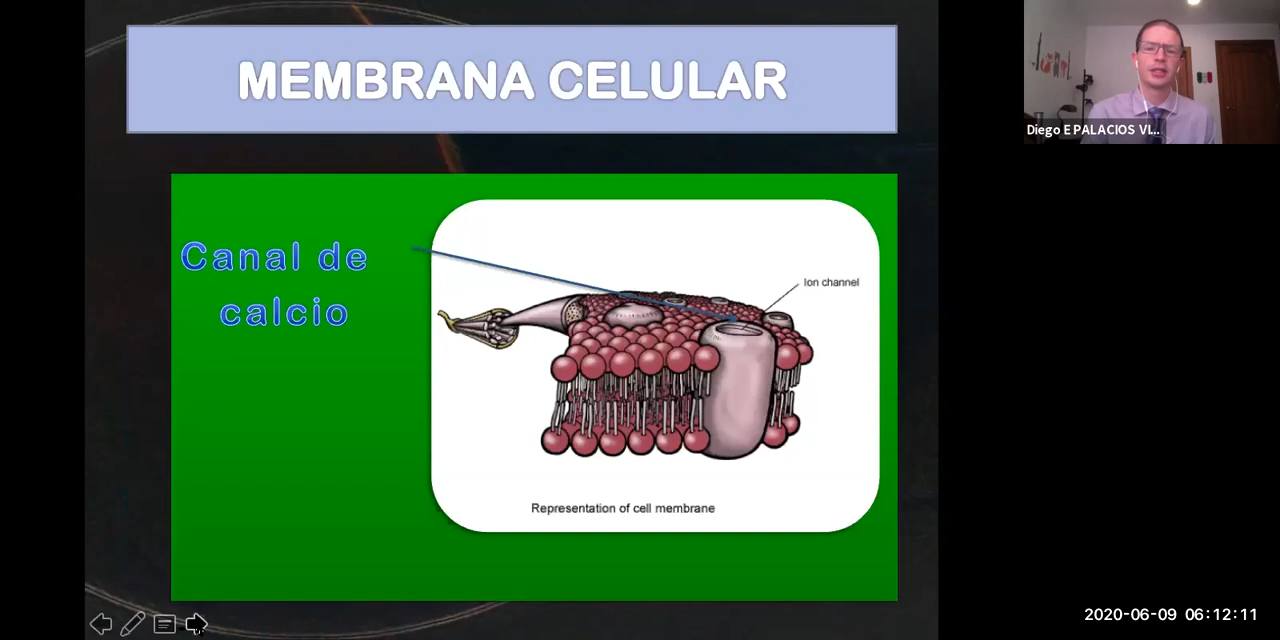 MEMBRANA CELULAR
Diego E PALACIOS VI...
Canal de
calcio
Ion channel
Representation of cell membrane
2020-06-09 06:12:11